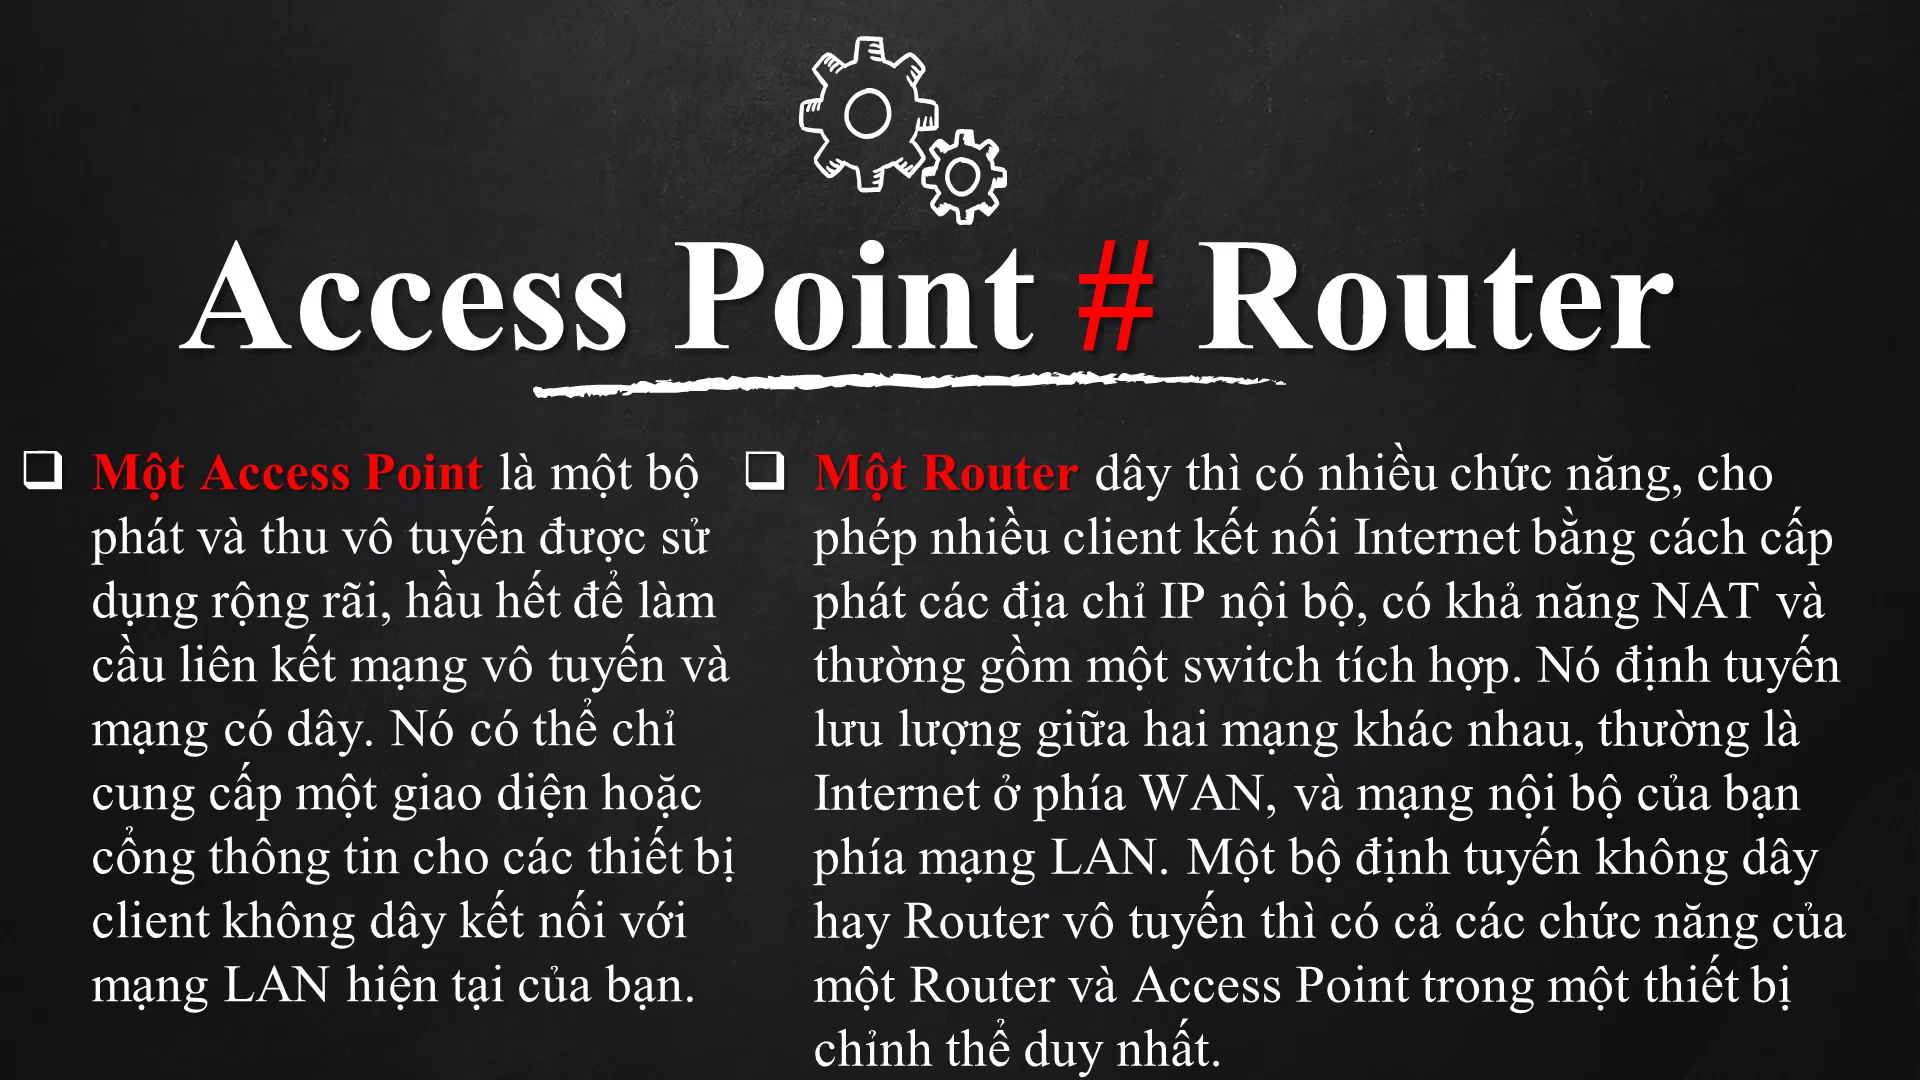 Access Point # Router
Một Access Point là một bộ
phát và thu vô tuyến được sử
dụng rộng rãi, hầu hết để làm
cầu liên kết mạng vô tuyến và
mạng có dây. Nó có thể chỉ
cung cấp một giao diện hoặc
cổng thông tin cho các thiết bị
client không dây kết nối với
mạng LAN hiện tại của bạn.
Một Router dây thì có nhiều chức năng, cho
phép nhiều client kết nối Internet bằng cách cấp
phát các địa chỉ IP nội bộ, có khả năng NAT và
thường gồm một switch tích hợp. Nó định tuyến
lưu lượng giữa hai mạng khác nhau, thường là
Internet ở phía WAN, và mạng nội bộ của bạn
phía mạng LAN. Một bộ định tuyến không dây
hay Router vô tuyến thì có cả các chức năng của
một Router và Access Point trong một thiết bị
chỉnh thể duy nhất.